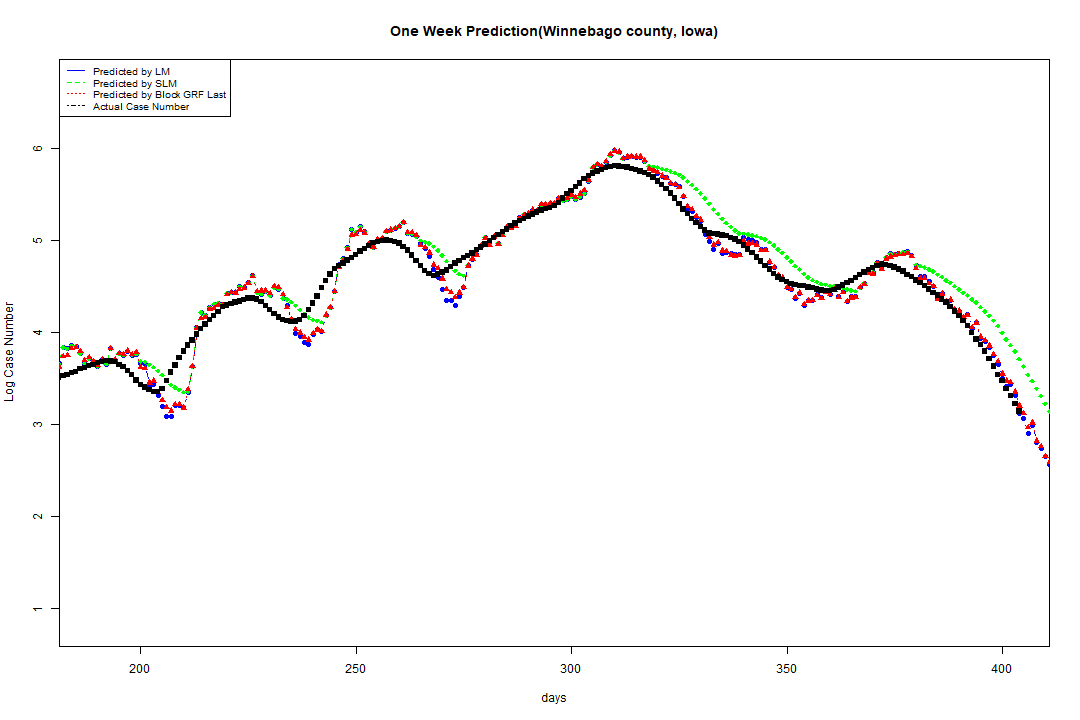 One Week Prediction(Winnebago county, Iowa)
Predicted by LM
Predicted by SLM
Predicted by Block GRF Last
Actual Case Number
Log Case Number
6
5
4
3
2
1
200 250 300 350 400
days